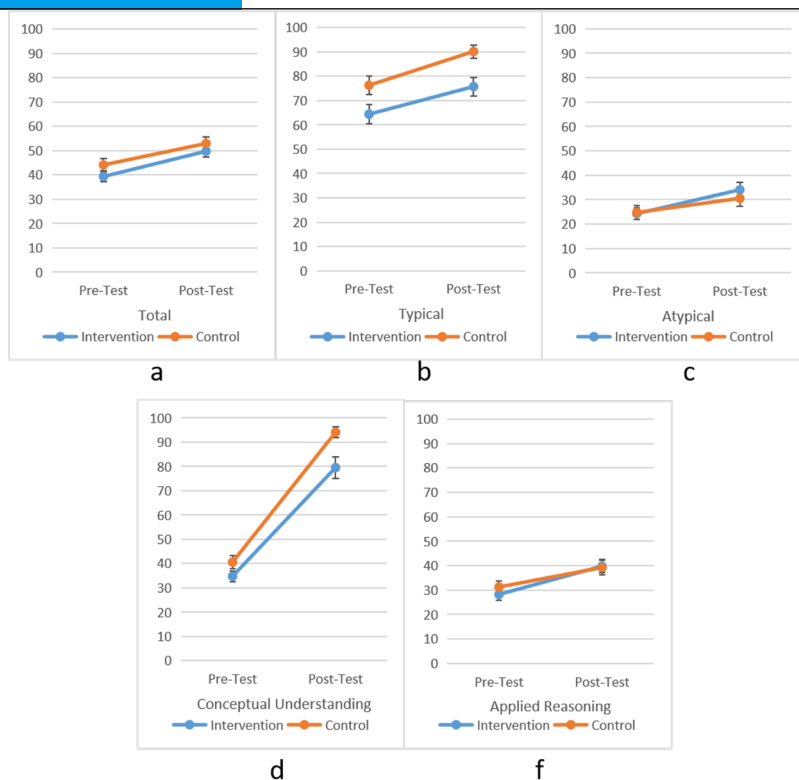 100
90
80
70
60
50
40
30
20
10
0
Pre-Test Post-Test
Total
Intervention Control
a
100
90
80
70
60
50
40
30
20
10
0
Pre-Test Post-Test
Typical
Intervention Control
b
100
90
80
70
60
50
40
30
20
10
0
Pre-Test Post-Test
Atypical
Intervention Control
c
100
90
80
70
60
50
40
30
20
10
0
Pre-Test Post-Test
Conceptual Understanding
Intervention Control
d
100
90
80
70
60
50
40
30
20
10
0
Pre-Test Post-Test
Applied Reasoning
Intervention Control
f